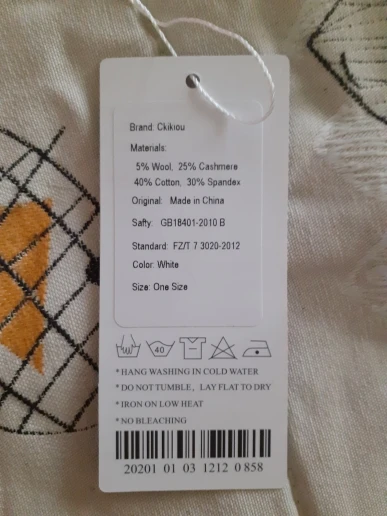 Brand: Ckikiou
Materials:
5% Wool, 25% Cashmere
40% Cotton, 30% Spandex
Original: Made in China
Safty: GB18401-2010 B
Standard: FZ/T 7 3020-2012
Color: White
Size: One Size
40
* HANG WASHING IN COLD WATER
* DO NOT TUMBLE, LAY FLAT TO DRY
* IRON ON LOW HEAT
* NO BLEACHING
20201 01 03 1212 0 858